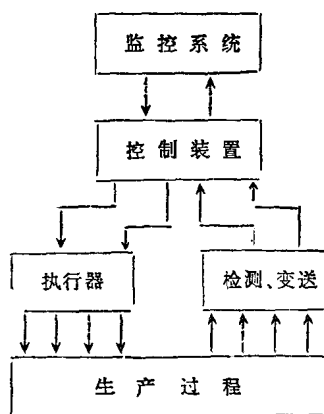 监控系统
控制装置
执行器
检测、变送
生产过程